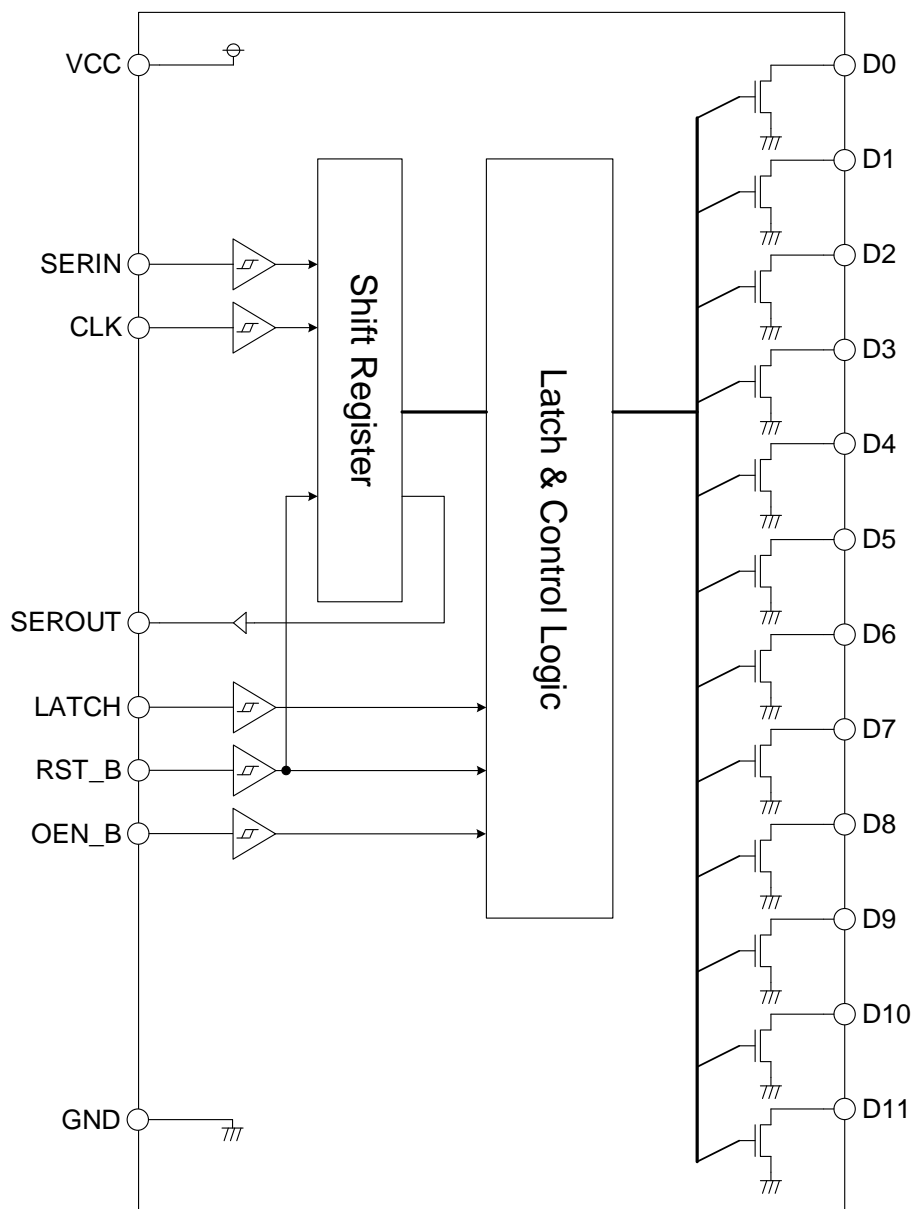 VCC
SERIN
CLK
SEROUT
LATCH
RST_B
OEN_B
GND
Shift Register
Latch & Control Logic
D0
D1
D2
D3
D4
D5
D6
D7
D8
D9
D10
D11